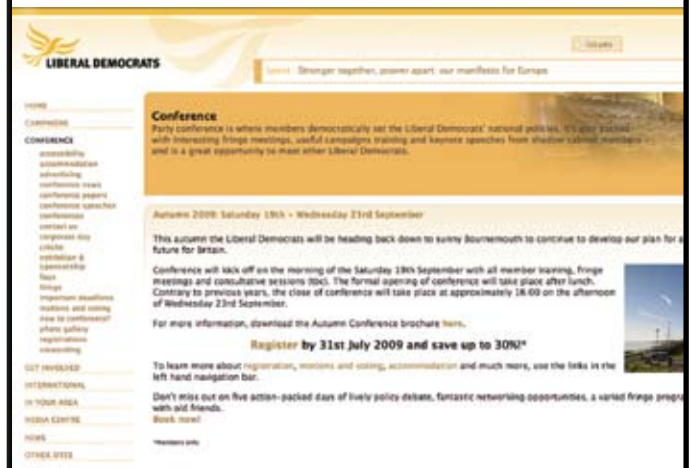 LIBERAL DEMOCRATS
issues
latest Stronger together, poorer apart: our manifesto for Europe
HOME
CAMPAIGNS
CONFERENCE
accessibility
accommodation
advertising
conference news
conference papers
conference speeches
conferences
contact us
corporate day
crèche
exhibition &
sponsorship
faqs
fringe
important deadlines
motions and voting
new to conference?
photo gallery
registrations
stewarding
GET INVOLVED
INTERNATIONAL
IN YOUR AREA
MEDIA CENTRE
NEWS
OTHER SITES
Conference
Party conference is where members democratically set the Liberal Democrats' national policies. It's also packed
with interesting fringe meetings, useful campaigns training and keynote speeches from shadow cabinet members -
and is a great opportunity to meet other Liberal Democrats.
Autumn 2009: Saturday 19th - Wednesday 23rd September
This autumn the Liberal Democrats will be heading back down to sunny Bournemouth to continue to develop our plan for a
future for Britain.
Conference will kick off on the morning of the Saturday 19th September with all member training, fringe
meetings and consultative sessions (tbc). The formal opening of conference will take place after lunch.
Contrary to previous years, the close of conference will take place at approximately 16:00 on the afternoon
of Wednesday 23rd September.
For more information, download the Autumn Conference brochure here.
Register by 31st July 2009 and save up to 30%!*
To learn more about registration, motions and voting, accommodation and much more, use the links in the
left hand navigation bar.
Don't miss out on five action-packed days of lively policy debate, fantastic networking opportunities, a varied fringe progra
with old friends.
Book now!
*Members only